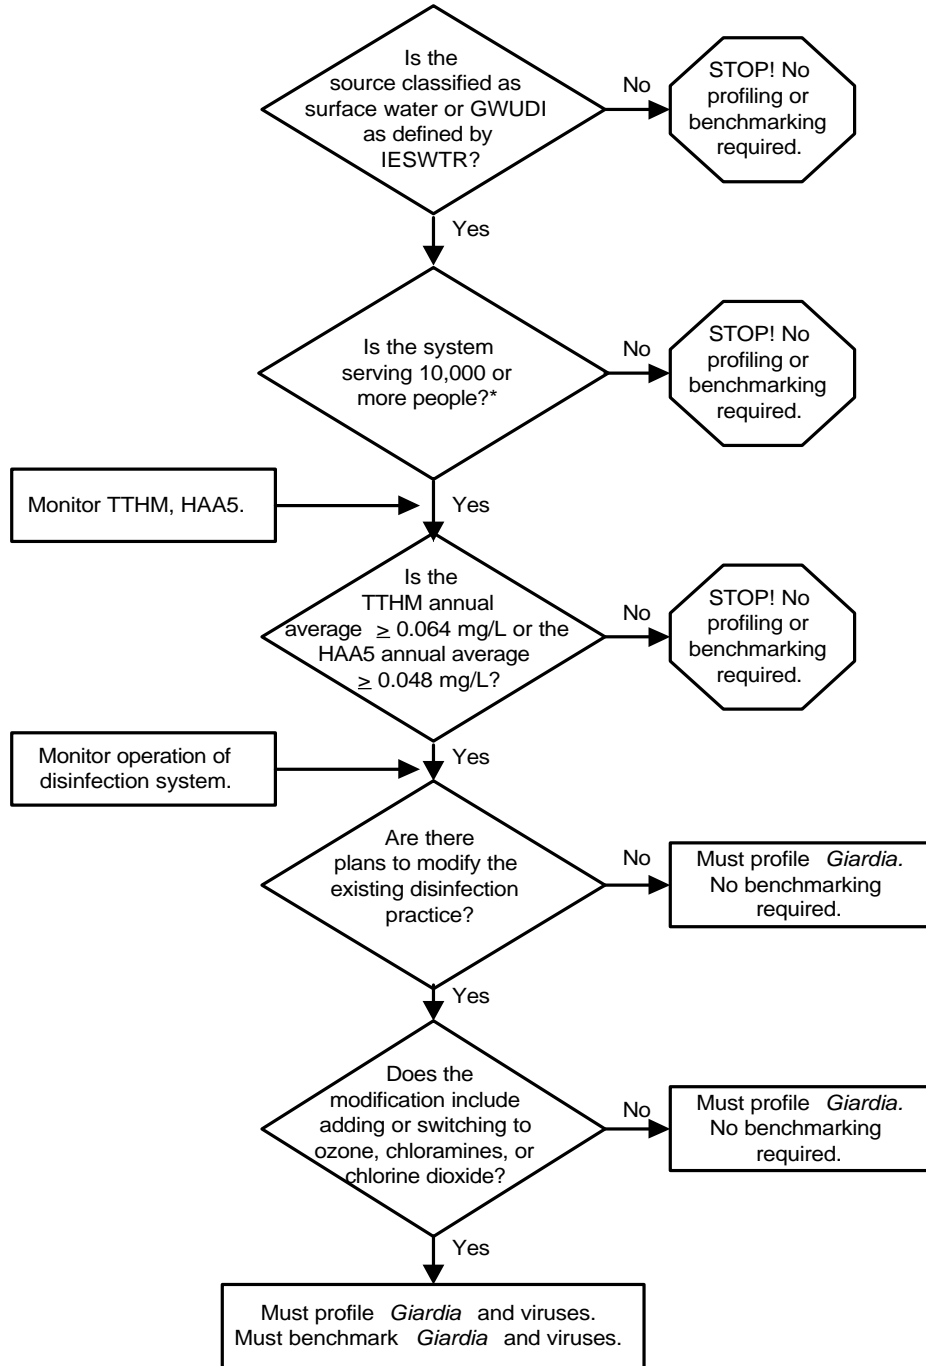 Is the
source classified as
surface water or GWUDI
as defined by
IESWTR?
No
STOP! No
profiling or
benchmarking
required.
Yes
Is the system
serving 10,000 or
more people?*
No
STOP! No
profiling or
benchmarking
required.
Monitor TTHM, HAA5.
Yes
Is the
TTHM annual
average ≥ 0.064 mg/L or the
HAA5 annual average
≥ 0.048 mg/L?
No
STOP! No
profiling or
benchmarking
required.
Monitor operation of
disinfection system.
Yes
Are there
plans to modify the
existing disinfection
practice?
No
Must profile Giardia.
No benchmarking
required.
Yes
Does the
modification include
adding or switching to
ozone, chloramines, or
chlorine dioxide?
No
Must profile Giardia.
No benchmarking
required.
Yes
Must profile Giardia and viruses.
Must benchmark Giardia and viruses.